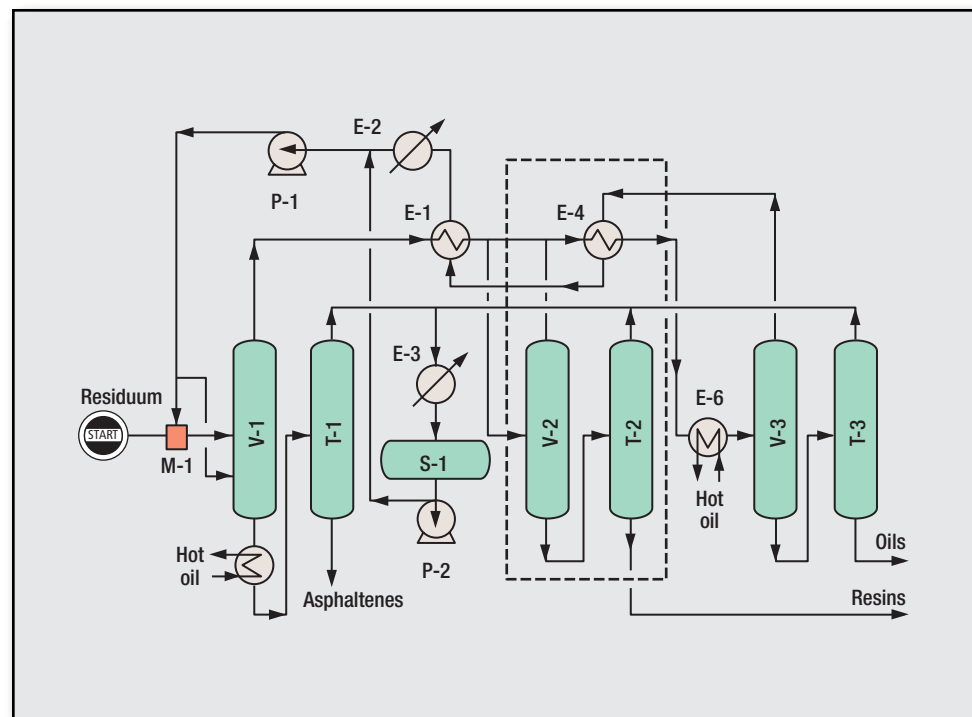 E-2
P-1
E-1
E-4
E-3
Residuum
START
M-1
V-1
T-1
S-1
V-2
T-2
E-6
V-3
T-3
Hot
oil
Hot
oil
P-2
Asphaltenes
Oils
Resins